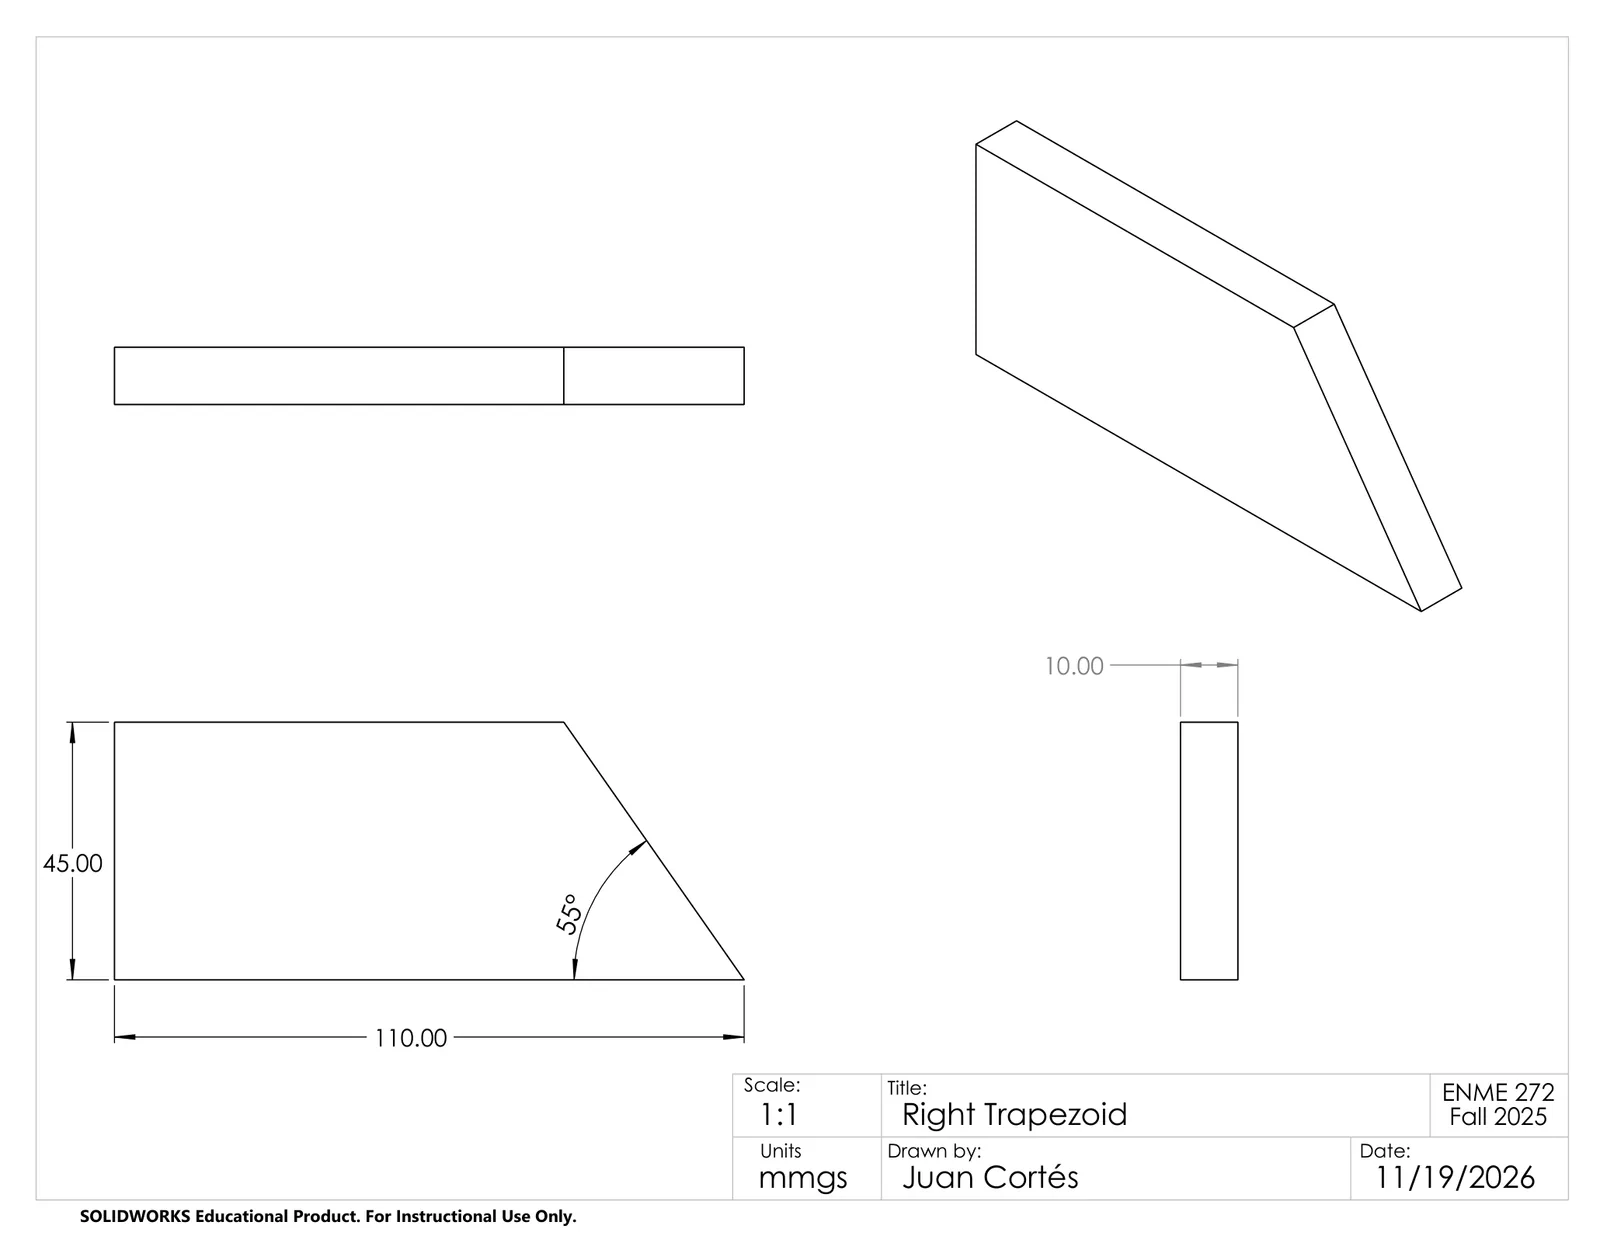 10.00
45.00
55°
110.00
Scale:
1:1
Title:
Right Trapezoid
ENME 272
Fall 2025
Units
mmgs
Drawn by:
Juan Cortés
Date:
11/19/2026
SOLIDWORKS Educational Product. For Instructional Use Only.